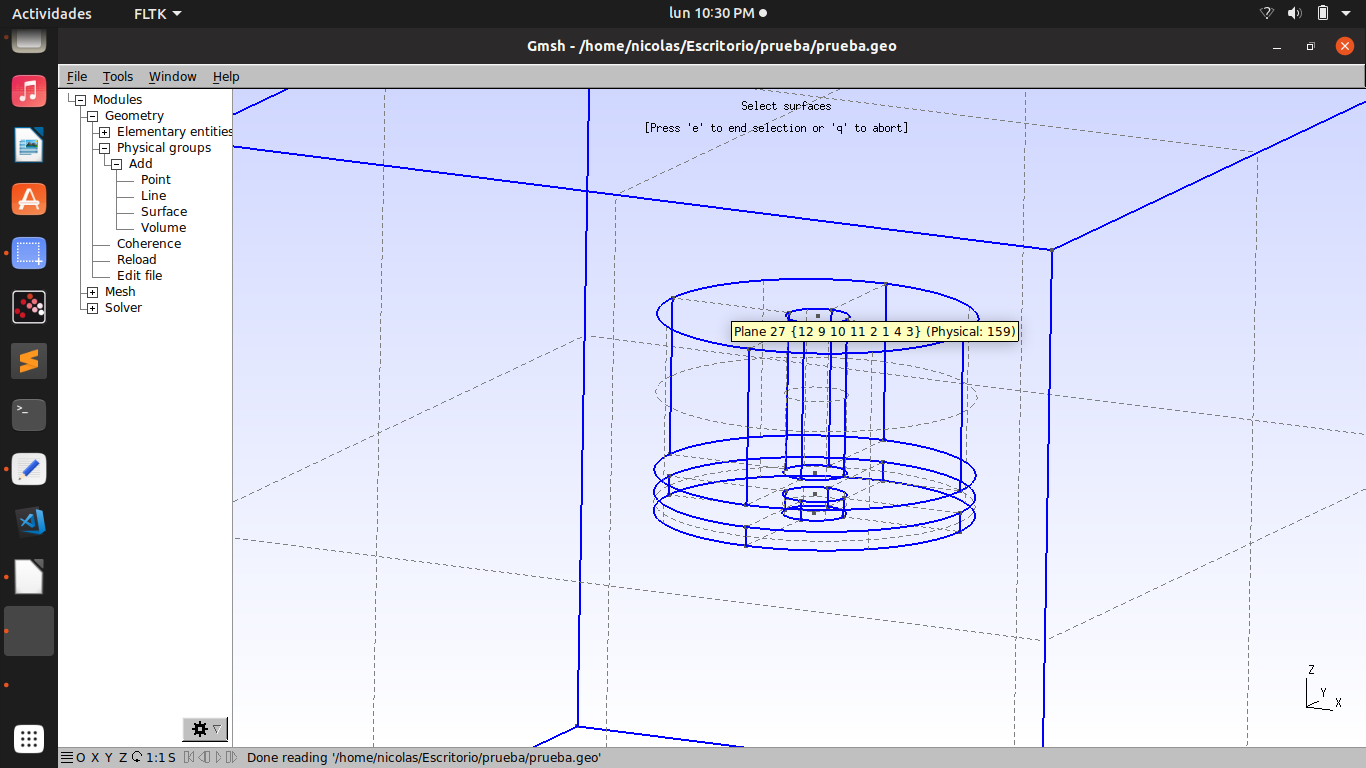 Actividades FLTK lun 10:30 PM
Gmsh - /home/nicolas/Escritorio/prueba/prueba.geo
File Tools Window Help
Modules
Geometry
Elementary entities
Physical groups
Add
Point
Line
Surface
Volume
Coherence
Reload
Edit file
Mesh
Solver
Select surfaces
[Press 'e' to end selection or 'q' to abort]
Plane 27 {12 9 10 11 2 1 4 3} (Physical: 159)
Z
Y
X
O X Y Z 1:1 S Done reading '/home/nicolas/Escritorio/prueba/prueba.geo'